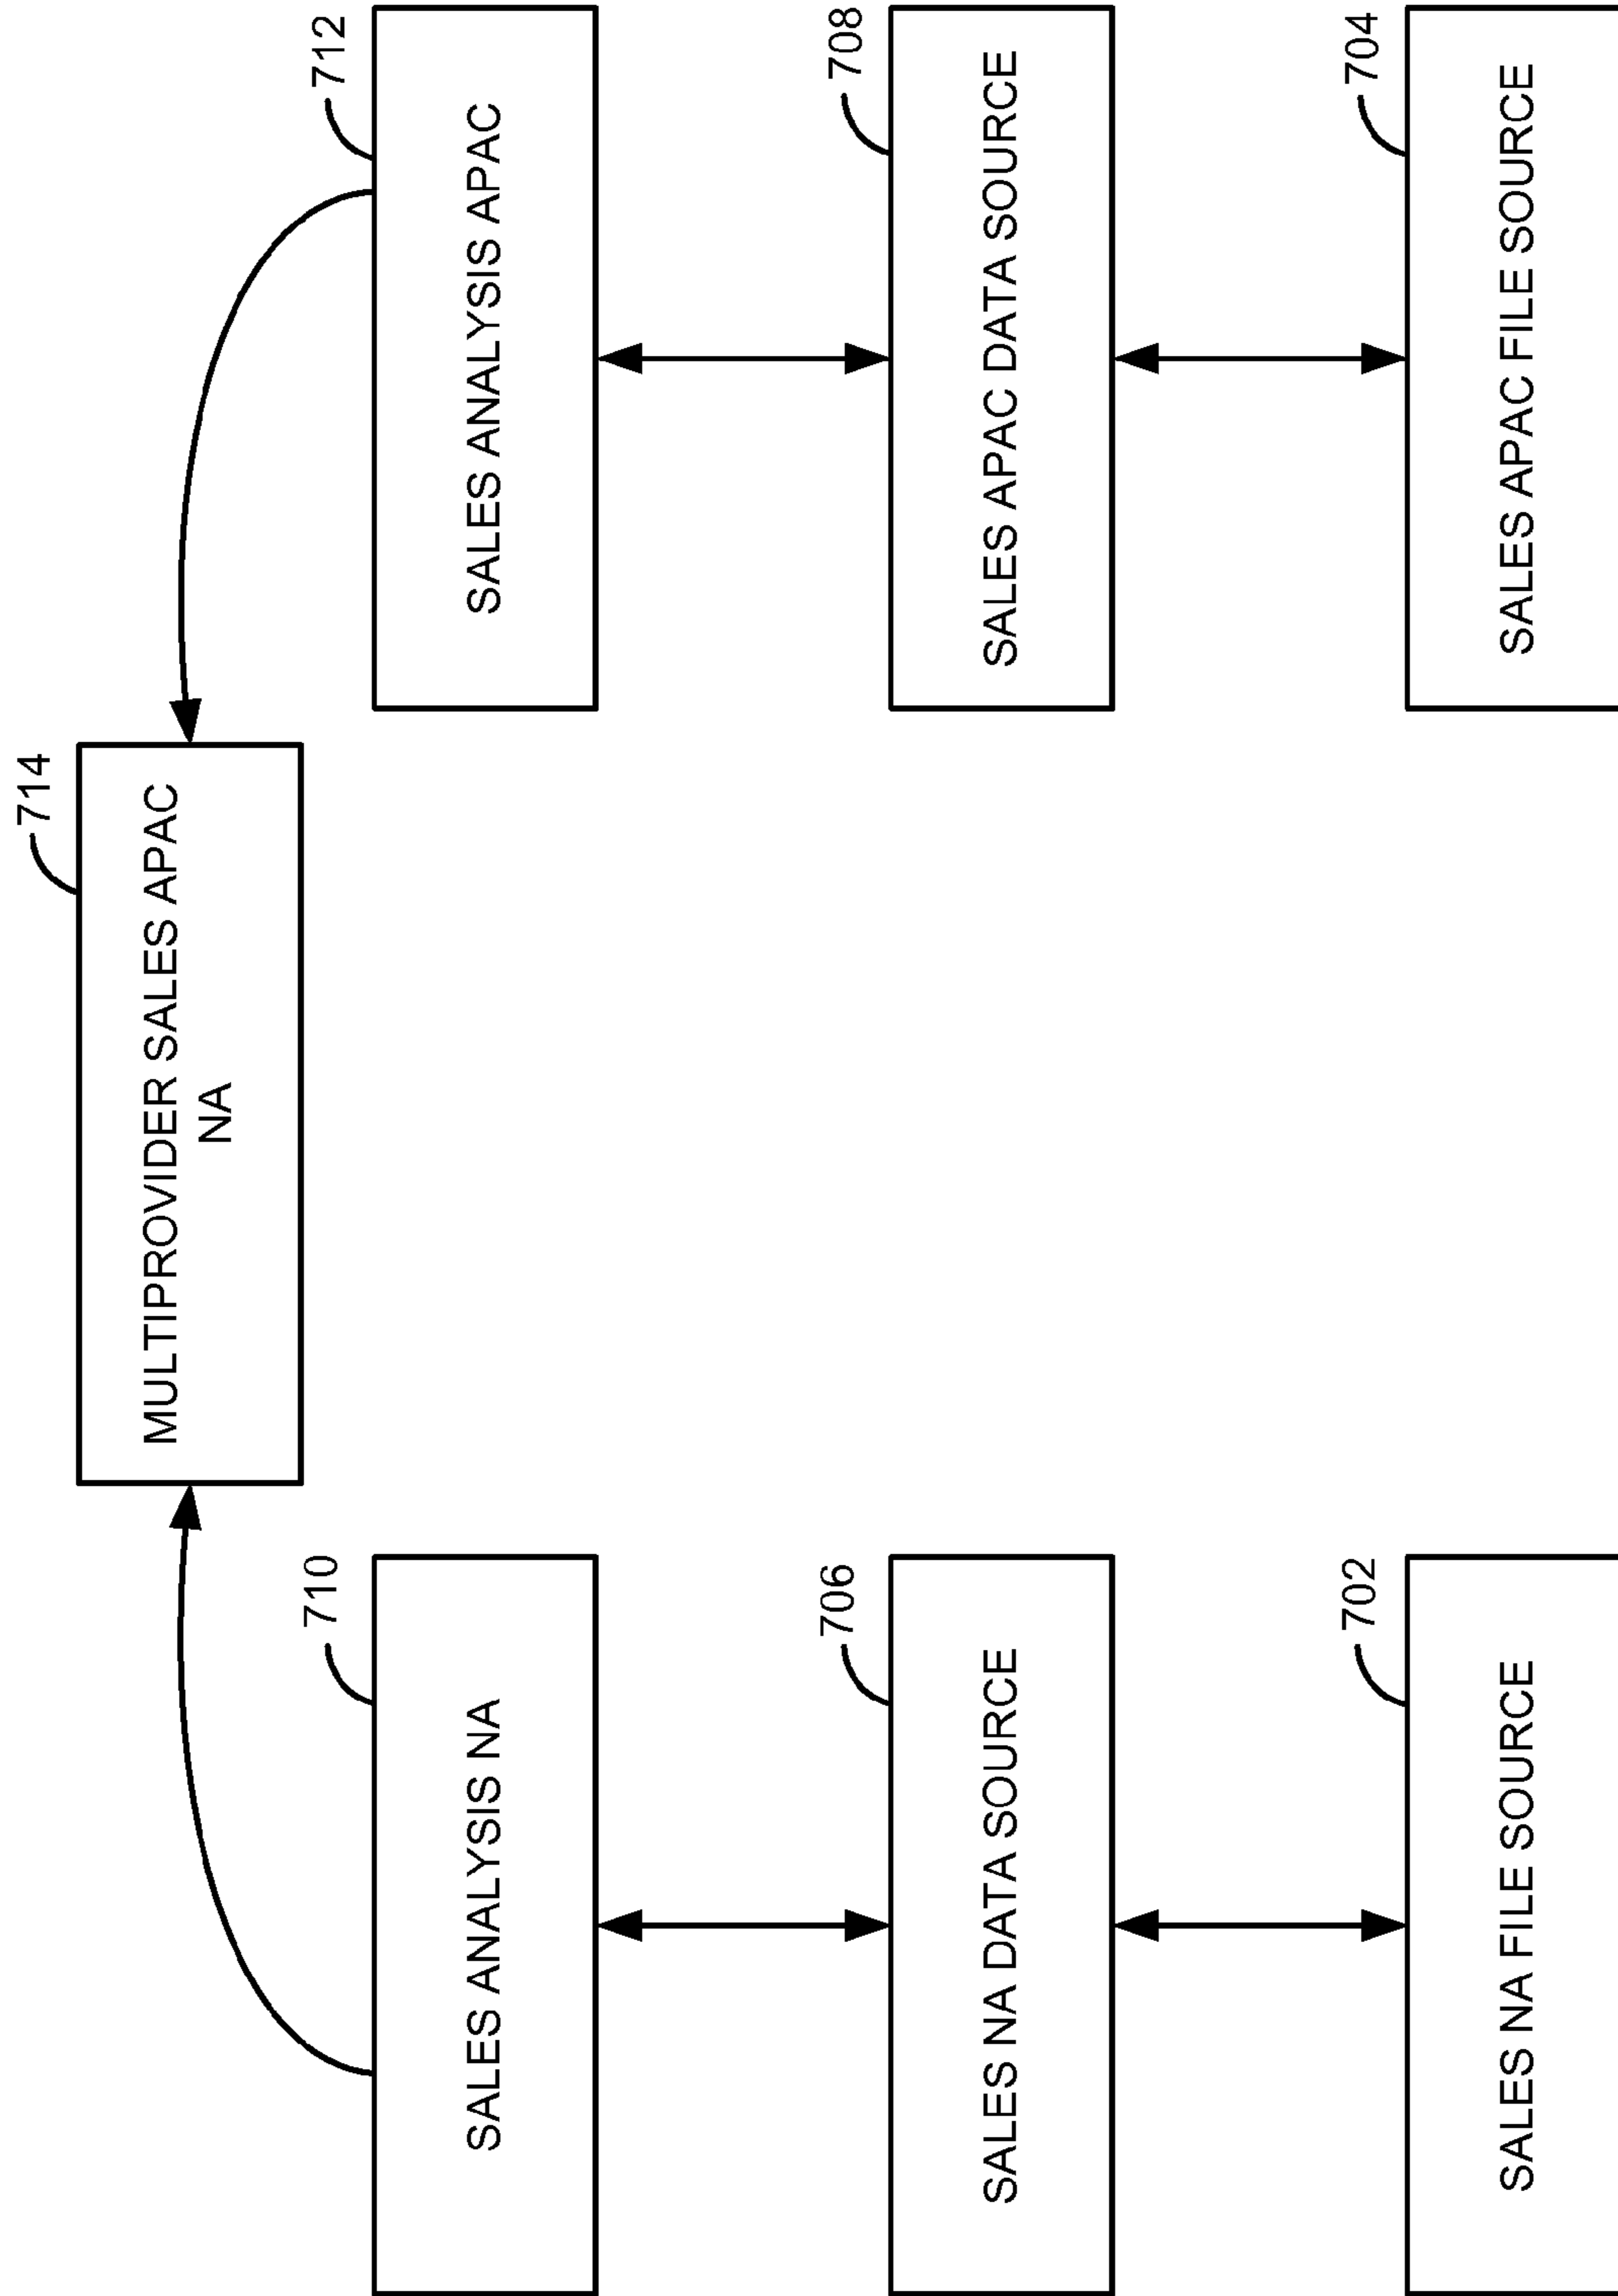 714
MULTIPROVIDER SALES APAC
NA
710
SALES ANALYSIS NA
712
SALES ANALYSIS APAC
706
SALES NA DATA SOURCE
708
SALES APAC DATA SOURCE
702
SALES NA FILE SOURCE
704
SALES APAC FILE SOURCE